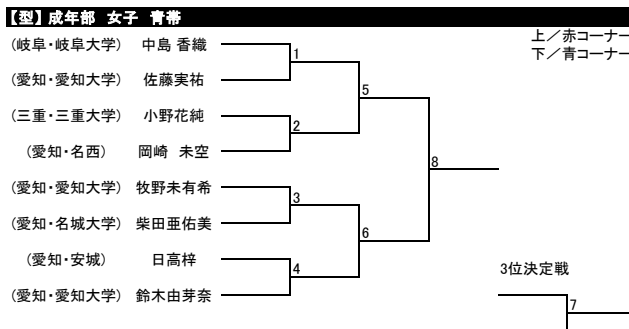 【型】成年部 女子 青帯
上／赤コーナー
下／青コーナー
(岐阜・岐阜大学) 中島 香織
1
(愛知・愛知大学) 佐藤実祐
5
(三重・三重大学) 小野花純
2
(愛知・名西) 岡崎 未空
8
(愛知・愛知大学) 牧野未有希
3
(愛知・名城大学) 柴田亜佑美
6
(愛知・安城) 日高梓
3位決定戦
4
(愛知・愛知大学) 鈴木由芽奈
7